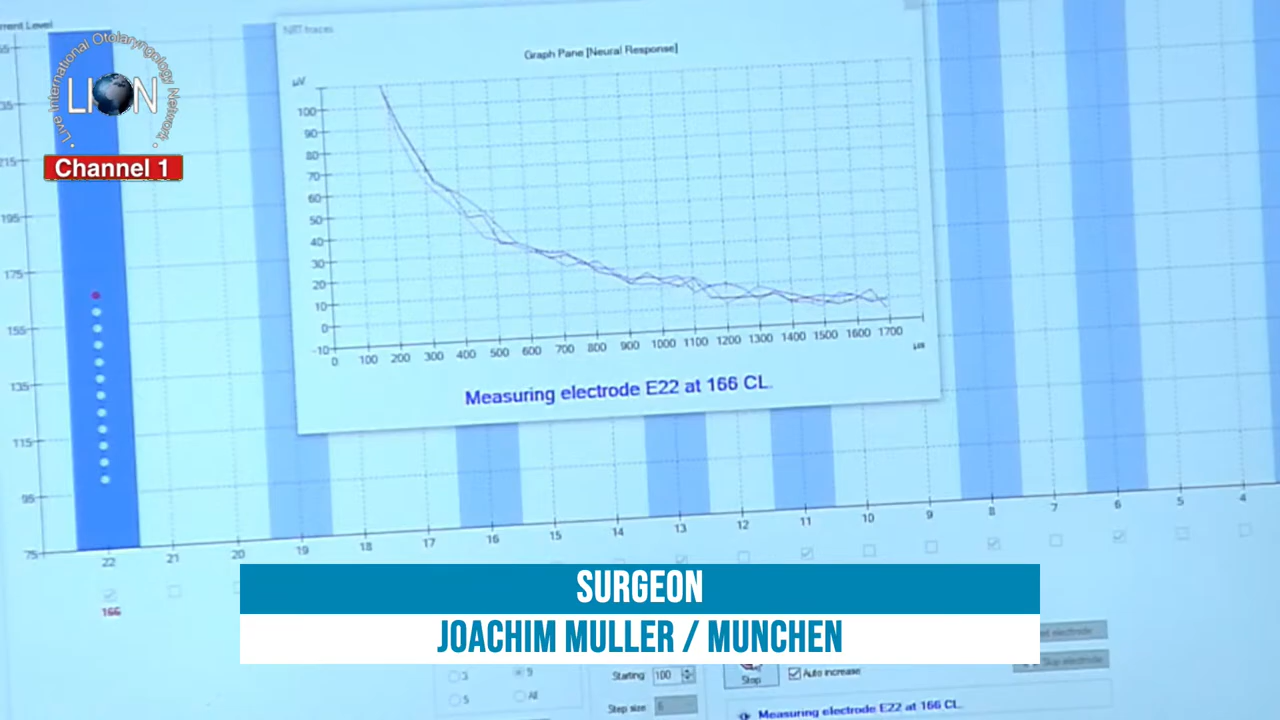 rrent Level
NRT traces
Graph Pane [Neural Response]
µV
Live International Otolaryngology Network
LION
Channel 1
100
90
80
70
60
50
40
30
20
10
0
-10
0 100 200 300 400 500 600 700 800 900 1000 1100 1200 1300 1400 1500 1600 1700
µs
Measuring electrode E22 at 166 CL.
215
195
175
155
135
115
95
75
22 21 20 19 18 17 16 15 14 13 12 11 10 9 8 7 6 5 4
166
SURGEON
JOACHIM MULLER / MUNCHEN
3 9
5 All
Starting 100
Step size 6
Stop
Auto increase
electrode
Skip electrode
Measuring electrode E22 at 166 CL.